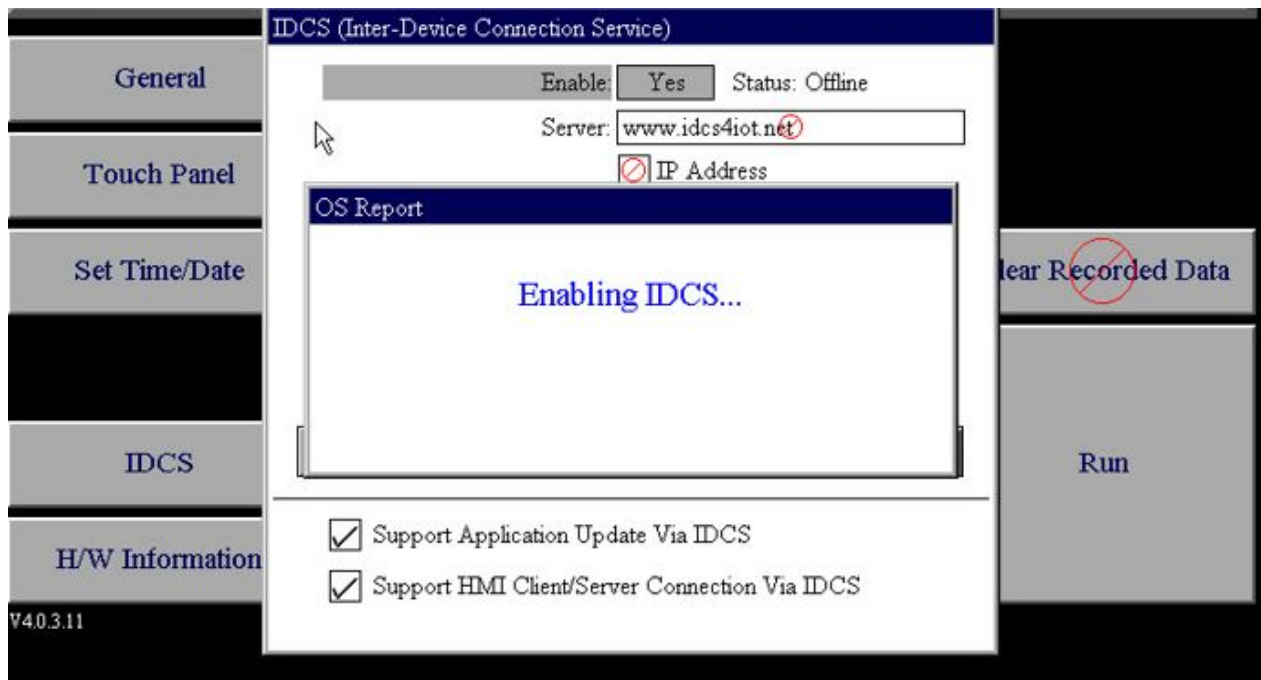 IDCS (Inter-Device Connection Service)
General
Enable: Yes Status: Offline
Server: www.idcs4iot.net
Touch Panel
IP Address
OS Report
Set Time/Date
lear Recorded Data
Enabling IDCS...
IDCS
Run
Support Application Update Via IDCS
H/W Information
Support HMI Client/Server Connection Via IDCS
V4.0.3.11